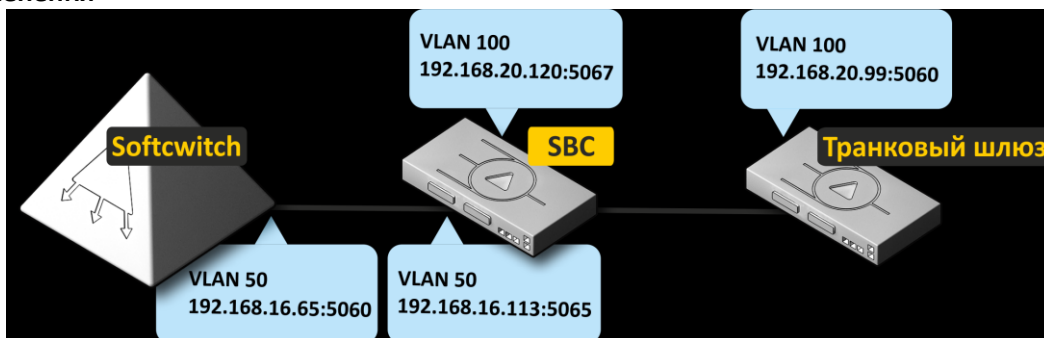 VLAN 100
192.168.20.120:5067
VLAN 100
192.168.20.99:5060
Softcwitch
SBC
Транковый шлюз
VLAN 50
192.168.16.65:5060
VLAN 50
192.168.16.113:5065